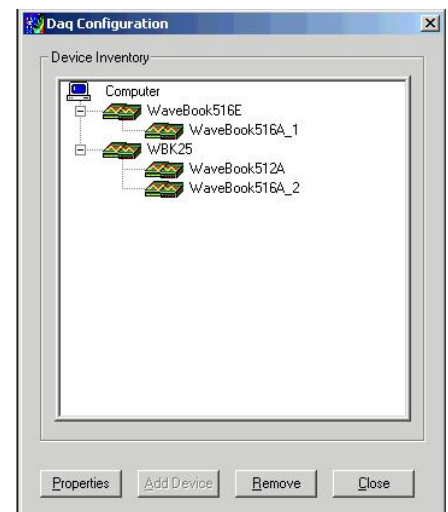 Daq Configuration
Device Inventory
Computer
WaveBook516E
WaveBook516A_1
WBK25
WaveBook512A
WaveBook516A_2
Properties
Add Device
Remove
Close